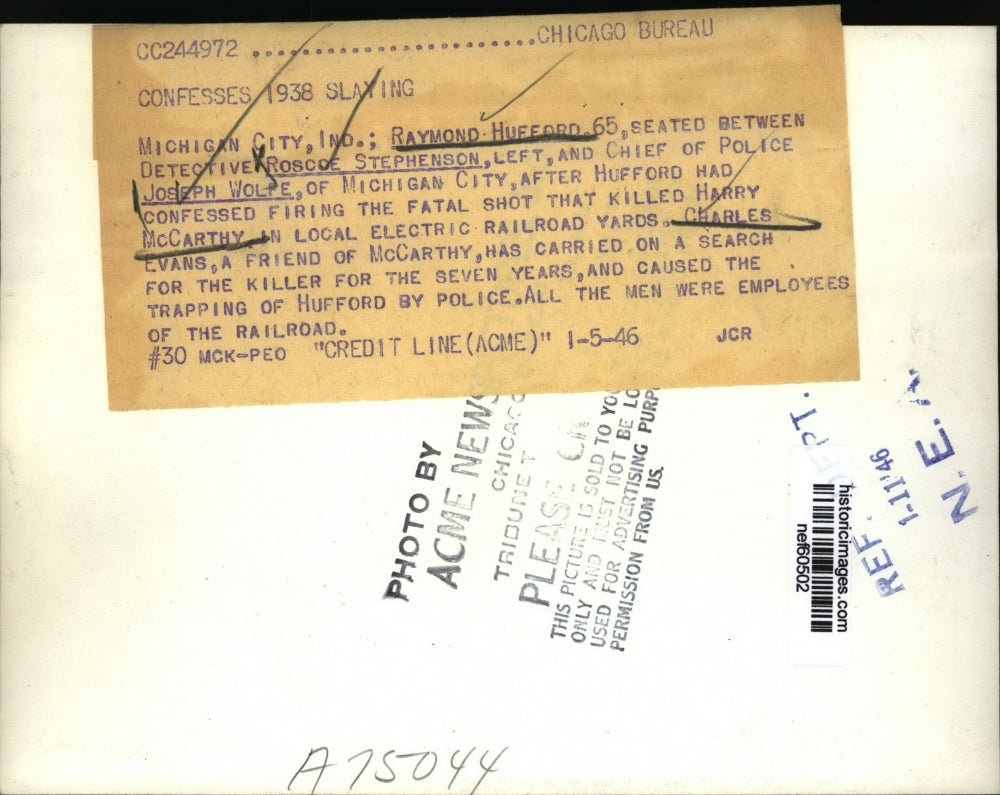 CC244972 ........................CHICAGO BUREAU
CONFESSES 1938 SLAYING
MICHIGAN CITY, IND.; RAYMOND HUFFORD 65, SEATED BETWEEN
DETECTIVE ROSCOE STEPHENSON, LEFT, AND CHIEF OF POLICE
JOSEPH WOLFE, OF MICHIGAN CITY, AFTER HUFFORD HAD
CONFESSED FIRING THE FATAL SHOT THAT KILLED HARRY
MCCARTHY IN LOCAL ELECTRIC RAILROAD YARDS. CHARLES
EVANS, A FRIEND OF MCCARTHY, HAS CARRIED ON A SEARCH
FOR THE KILLER FOR THE SEVEN YEARS, AND CAUSED THE
TRAPPING OF HUFFORD BY POLICE. ALL THE MEN WERE EMPLOYEES
OF THE RAILROAD.
#30 MCK-PEO "CREDIT LINE (ACME)" 1-5-46 JCR
PHOTO BY
ACME NEWS
CHICAGO
TRIBUNE T
PLEASE CR
THIS PICTURE IS SOLD TO YOU
ONLY AND MUST NOT BE LO
USED FOR ADVERTISING PURP
PERMISSION FROM US.
historicimages.com
nef60502
REF. DEPT.
1-11'46
N. E. A.
A75044